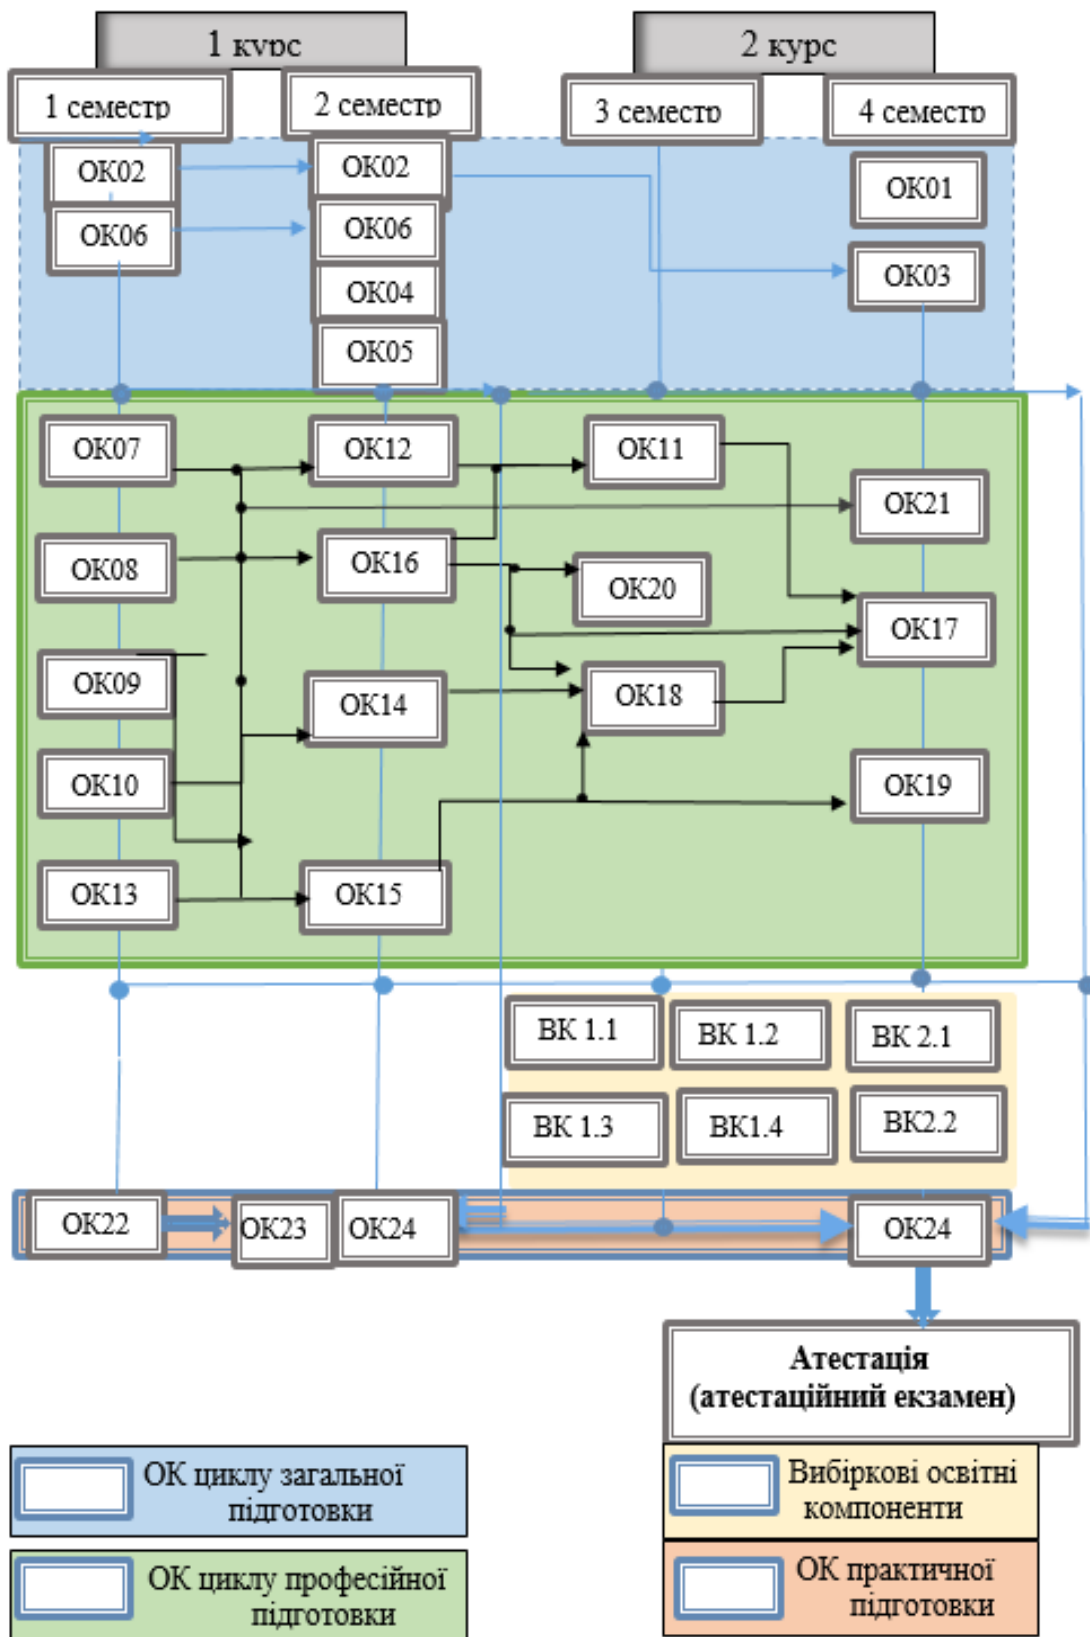 1 курс
2 курс
1 семестр
2 семестр
3 семестр
4 семестр
ОК02
ОК02
ОК01
ОК06
ОК06
ОК03
ОК04
ОК05
ОК07
ОК12
ОК11
ОК21
ОК08
ОК16
ОК20
ОК17
ОК09
ОК14
ОК18
ОК10
ОК19
ОК13
ОК15
ВК 1.1
ВК 1.2
ВК 2.1
ВК 1.3
ВК1.4
ВК2.2
ОК22
ОК23
ОК24
ОК24
Атестація
(атестаційний екзамен)
ОК циклу загальної
підготовки
Вибіркові освітні
компоненти
ОК циклу професійної
підготовки
ОК практичної
підготовки